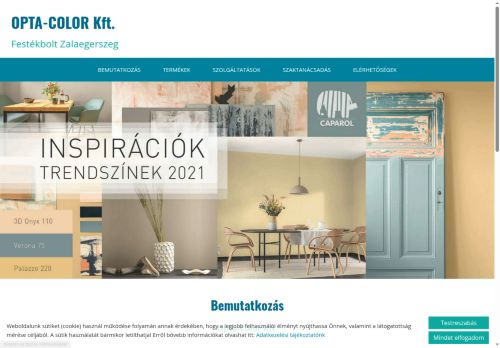 OPTA-COLOR Kft.
Festékbolt Zalaegerszeg
BEMUTATKOZÁS TERMÉKEK SZOLGÁLTATÁSOK SZAKTANÁCSADÁS ELÉRHETŐSÉGEK
CAPAROL
INSPIRÁCIÓK
TRENDSZÍNEK 2021
3D Onyx 110
Verona 75
Palazzo 220
Bemutatkozás
Weboldalunk sütiket (cookie) használ működése folyamán annak érdekében, hogy a legjobb felhasználói élményt nyújthassa Önnek, valamint a látogatottság
mérése céljából. A sütik használatát bármikor letilthatja! Erről bővebb információkat olvashat itt: Adatkezelési tájékoztatónk
Testreszabás
Mindet elfogadom